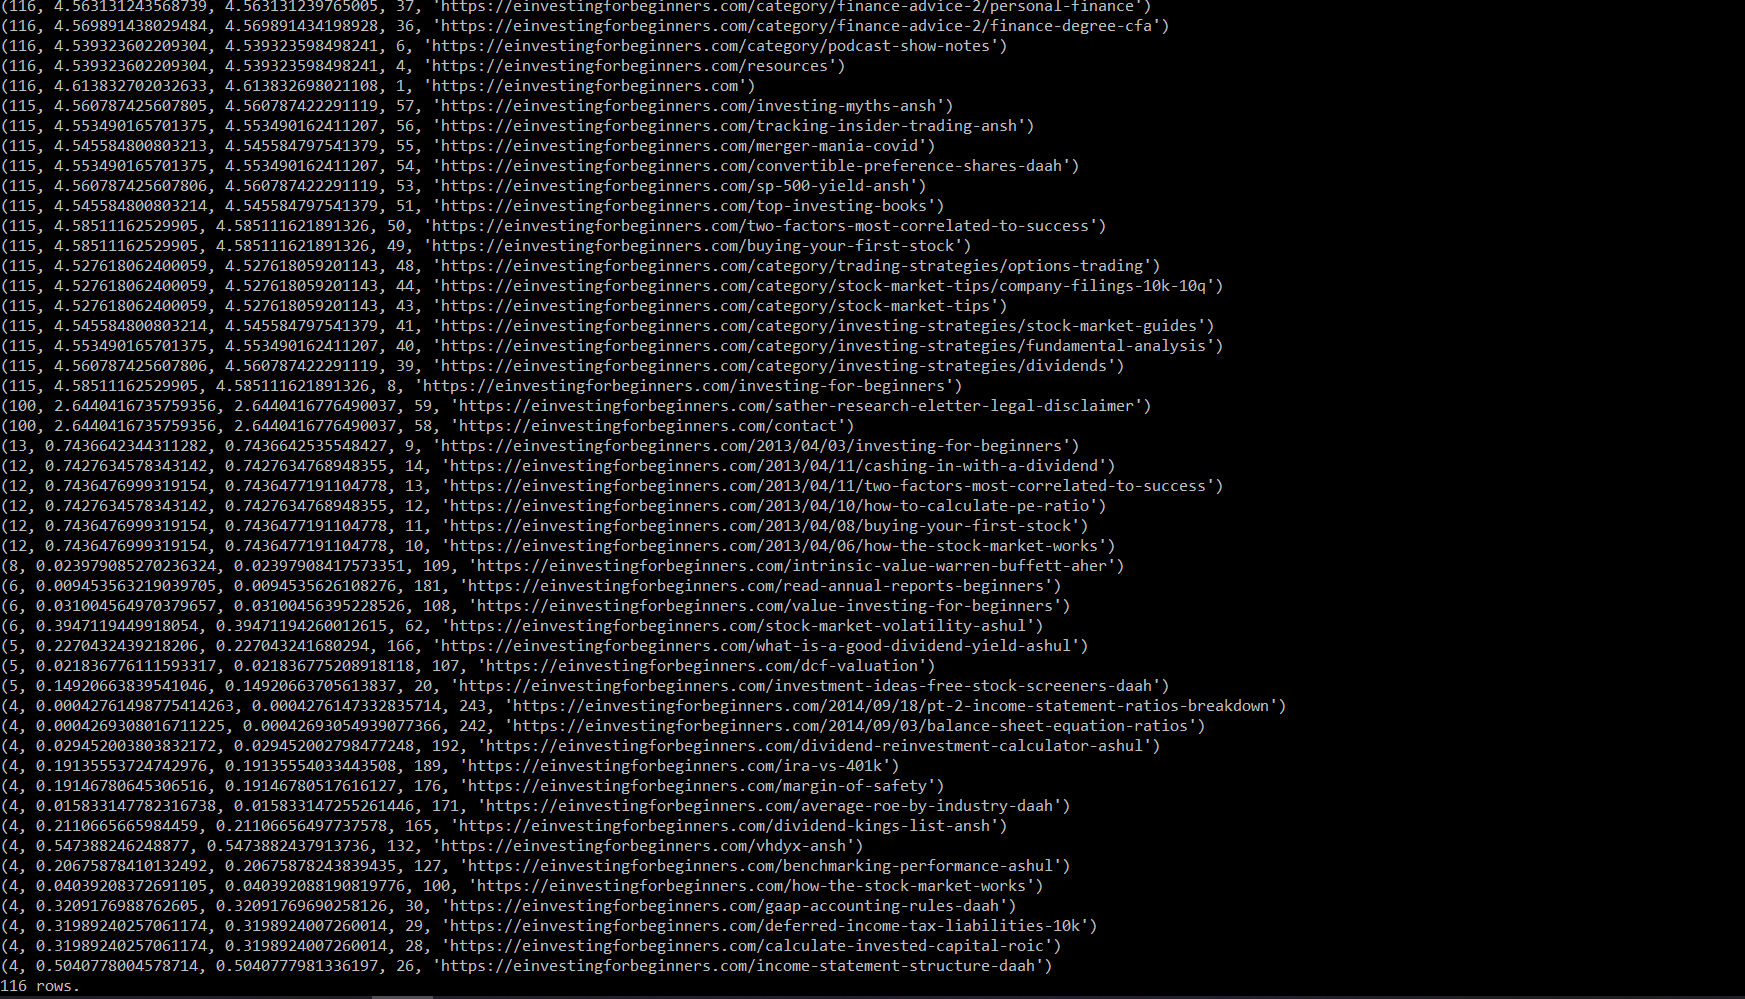 (116, 4.563131243568739, 4.563131239765005, 37, 'https://einvestingforbeginners.com/category/finance-advice-2/personal-finance')
(116, 4.569891438029484, 4.569891434198928, 36, 'https://einvestingforbeginners.com/category/finance-advice-2/finance-degree-cfa')
(116, 4.539323602209304, 4.539323598498241, 6, 'https://einvestingforbeginners.com/category/podcast-show-notes')
(116, 4.539323602209304, 4.539323598498241, 4, 'https://einvestingforbeginners.com/resources')
(116, 4.613832702032633, 4.613832698021108, 1, 'https://einvestingforbeginners.com')
(115, 4.560787425607805, 4.560787422291119, 57, 'https://einvestingforbeginners.com/investing-myths-ansh')
(115, 4.553490165701375, 4.553490162411207, 56, 'https://einvestingforbeginners.com/tracking-insider-trading-ansh')
(115, 4.545584800803213, 4.545584797541379, 55, 'https://einvestingforbeginners.com/merger-mania-covid')
(115, 4.553490165701375, 4.553490162411207, 54, 'https://einvestingforbeginners.com/convertible-preference-shares-daah')
(115, 4.560787425607806, 4.560787422291119, 53, 'https://einvestingforbeginners.com/sp-500-yield-ansh')
(115, 4.545584800803214, 4.545584797541379, 51, 'https://einvestingforbeginners.com/top-investing-books')
(115, 4.58511162529905, 4.585111621891326, 50, 'https://einvestingforbeginners.com/two-factors-most-correlated-to-success')
(115, 4.58511162529905, 4.585111621891326, 49, 'https://einvestingforbeginners.com/buying-your-first-stock')
(115, 4.527618062400059, 4.527618059201143, 48, 'https://einvestingforbeginners.com/category/trading-strategies/options-trading')
(115, 4.527618062400059, 4.527618059201143, 44, 'https://einvestingforbeginners.com/category/stock-market-tips/company-filings-10k-10q')
(115, 4.527618062400059, 4.527618059201143, 43, 'https://einvestingforbeginners.com/category/stock-market-tips')
(115, 4.545584800803214, 4.545584797541379, 41, 'https://einvestingforbeginners.com/category/investing-strategies/stock-market-guides')
(115, 4.553490165701375, 4.553490162411207, 40, 'https://einvestingforbeginners.com/category/investing-strategies/fundamental-analysis')
(115, 4.560787425607806, 4.560787422291119, 39, 'https://einvestingforbeginners.com/category/investing-strategies/dividends')
(115, 4.58511162529905, 4.585111621891326, 8, 'https://einvestingforbeginners.com/investing-for-beginners')
(100, 2.6440416735759356, 2.6440416776490037, 59, 'https://einvestingforbeginners.com/sather-research-eletter-legal-disclaimer')
(100, 2.6440416735759356, 2.6440416776490037, 58, 'https://einvestingforbeginners.com/contact')
(13, 0.7436642344311282, 0.7436642535548427, 9, 'https://einvestingforbeginners.com/2013/04/03/investing-for-beginners')
(12, 0.7427634578343142, 0.7427634768948355, 14, 'https://einvestingforbeginners.com/2013/04/11/cashing-in-with-a-dividend')
(12, 0.7436476999319154, 0.7436477191104778, 13, 'https://einvestingforbeginners.com/2013/04/11/two-factors-most-correlated-to-success')
(12, 0.7427634578343142, 0.7427634768948355, 12, 'https://einvestingforbeginners.com/2013/04/10/how-to-calculate-pe-ratio')
(12, 0.7436476999319154, 0.7436477191104778, 11, 'https://einvestingforbeginners.com/2013/04/08/buying-your-first-stock')
(12, 0.7436476999319154, 0.7436477191104778, 10, 'https://einvestingforbeginners.com/2013/04/06/how-the-stock-market-works')
(8, 0.023979085270236324, 0.02397908417573351, 109, 'https://einvestingforbeginners.com/intrinsic-value-warren-buffett-aher')
(6, 0.009453563219039705, 0.0094535626108276, 181, 'https://einvestingforbeginners.com/read-annual-reports-beginners')
(6, 0.031004564970379657, 0.03100456395228526, 108, 'https://einvestingforbeginners.com/value-investing-for-beginners')
(6, 0.3947119449918054, 0.39471194260012615, 62, 'https://einvestingforbeginners.com/stock-market-volatility-ashul')
(5, 0.2270432439218206, 0.227043241680294, 166, 'https://einvestingforbeginners.com/what-is-a-good-dividend-yield-ashul')
(5, 0.021836776111593317, 0.021836775208918118, 107, 'https://einvestingforbeginners.com/dcf-valuation')
(5, 0.14920663839541046, 0.14920663705613837, 20, 'https://einvestingforbeginners.com/investment-ideas-free-stock-screeners-daah')
(4, 0.00042761498775414263, 0.0004276147332835714, 243, 'https://einvestingforbeginners.com/2014/09/18/pt-2-income-statement-ratios-breakdown')
(4, 0.0004269308016711225, 0.00042693054939077366, 242, 'https://einvestingforbeginners.com/2014/09/03/balance-sheet-equation-ratios')
(4, 0.029452003803832172, 0.029452002798477248, 192, 'https://einvestingforbeginners.com/dividend-reinvestment-calculator-ashul')
(4, 0.19135553724742976, 0.19135554033443508, 189, 'https://einvestingforbeginners.com/ira-vs-401k')
(4, 0.19146780645306516, 0.19146780517616127, 176, 'https://einvestingforbeginners.com/margin-of-safety')
(4, 0.015833147782316738, 0.015833147255261446, 171, 'https://einvestingforbeginners.com/average-roe-by-industry-daah')
(4, 0.2110665665984459, 0.21106656497737578, 165, 'https://einvestingforbeginners.com/dividend-kings-list-ansh')
(4, 0.547388246248877, 0.5473882437913736, 132, 'https://einvestingforbeginners.com/vhdyx-ansh')
(4, 0.20675878410132492, 0.20675878243839435, 127, 'https://einvestingforbeginners.com/benchmarking-performance-ashul')
(4, 0.04039208372691105, 0.040392088190819776, 100, 'https://einvestingforbeginners.com/how-the-stock-market-works')
(4, 0.3209176988762605, 0.32091769690258126, 30, 'https://einvestingforbeginners.com/gaap-accounting-rules-daah')
(4, 0.31989240257061174, 0.3198924007260014, 29, 'https://einvestingforbeginners.com/deferred-income-tax-liabilities-10k')
(4, 0.31989240257061174, 0.3198924007260014, 28, 'https://einvestingforbeginners.com/calculate-invested-capital-roic')
(4, 0.5040778004578714, 0.5040777981336197, 26, 'https://einvestingforbeginners.com/income-statement-structure-daah')
116 rows.